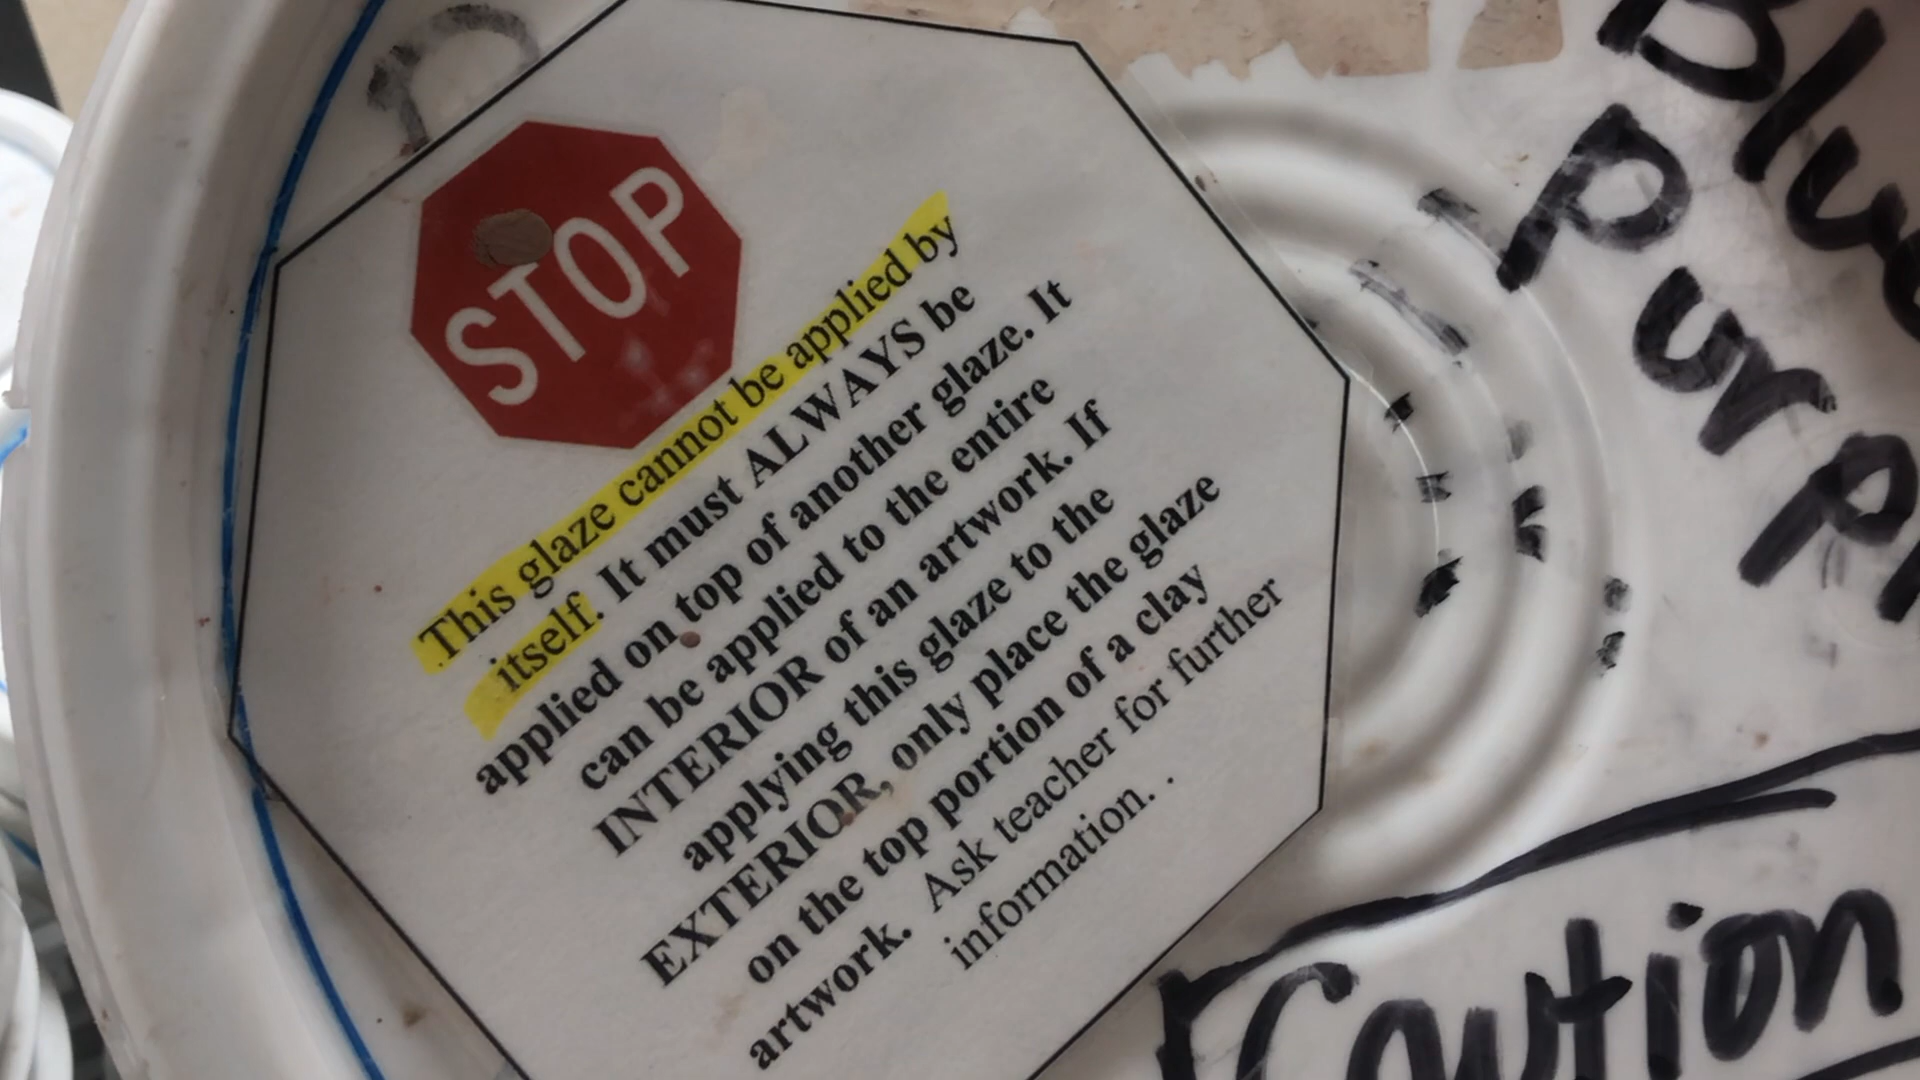 STOP
This glaze cannot be applied by
itself. It must ALWAYS be
applied on top of another glaze. It
can be applied to the entire
INTERIOR of an artwork. If
applying this glaze to the
EXTERIOR, only place the glaze
on the top portion of a clay
artwork. Ask teacher for further
information. .
Caution